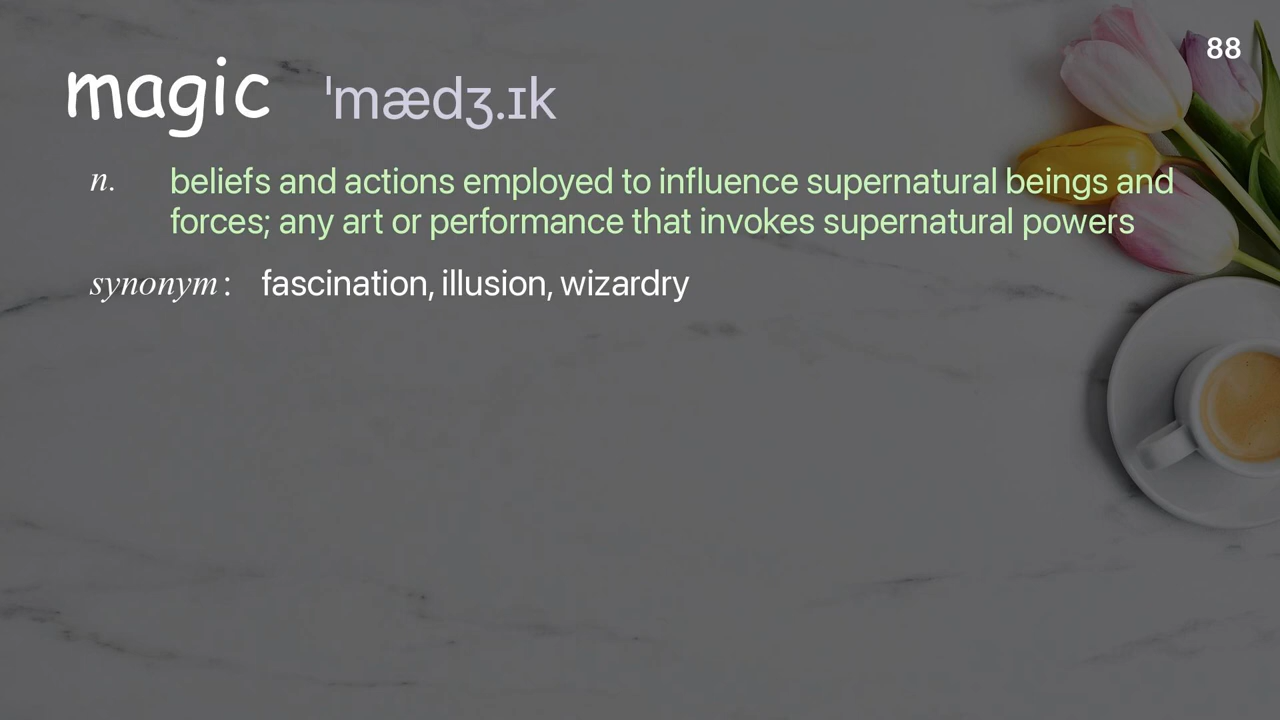 88
magic ˈmædʒ.ɪk
n. beliefs and actions employed to influence supernatural beings and
forces; any art or performance that invokes supernatural powers
synonym: fascination, illusion, wizardry